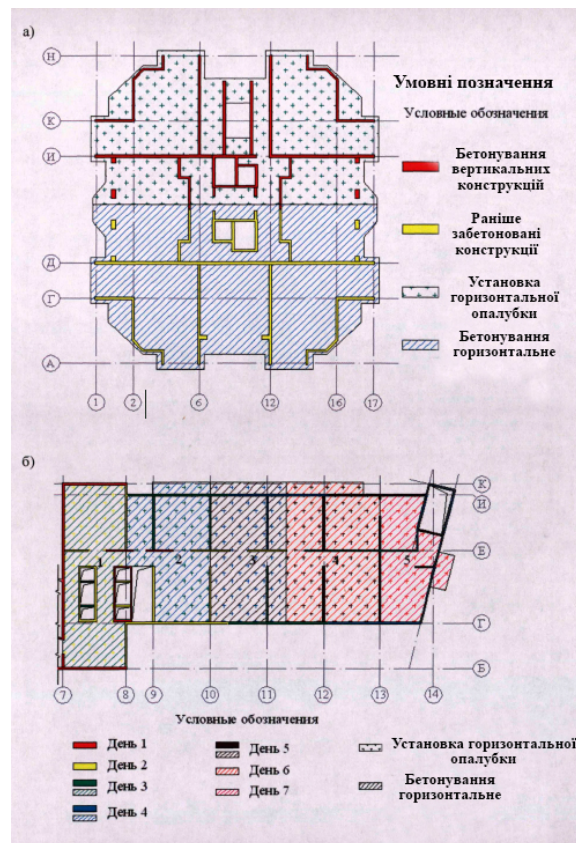 а)
Н
К
И
Д
Г
А
1 2 6 12 16 17
Умовні позначення
Условные обозначения
Бетонування
вертикальних
конструкцій
Раніше
забетоновані
конструкції
Установка
горизонтальної
опалубки
Бетонування
горизонтальне
б)
К
И
Е
Г
Б
1 2 3 4 5
7 8 9 10 11 12 13 14
Условные обозначения
День 1
День 2
День 3
День 4
День 5
День 6
День 7
Установка горизонтальної
опалубки
Бетонування
горизонтальне